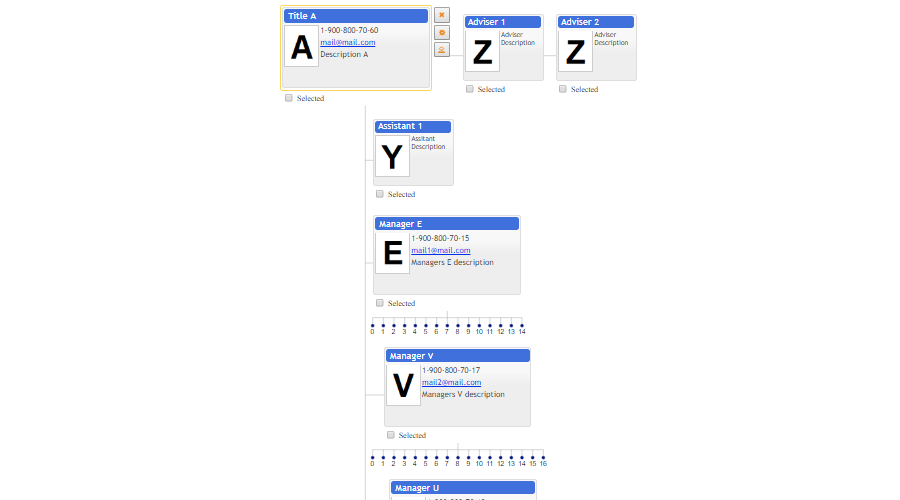 Title A
A
1-900-800-70-60
mail@mail.com
Description A
Selected
Adviser 1
Z
Adviser
Description
Selected
Adviser 2
Z
Adviser
Description
Selected
Assistant 1
Y
Assitant
Description
Selected
Manager E
E
1-900-800-70-15
mail1@mail.com
Managers E description
Selected
0 1 2 3 4 5 6 7 8 9 10 11 12 13 14
Manager V
V
1-900-800-70-17
mail2@mail.com
Managers V description
Selected
0 1 2 3 4 5 6 7 8 9 10 11 12 13 14 15 16
Manager U